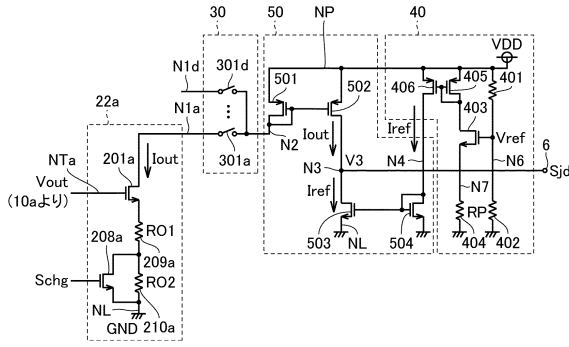 30
50
NP
40
VDD
N1d
301d
501
502
406
405
401
403
22a
N1a
301a
N2
Iout
Iref
Vref
NTa
201a
Iout
N3
V3
N4
N6
6
Sjd
Vout
(10aより)
Iref
N7
RO1
209a
208a
RP
503
NL
504
404
402
Schg
RO2
NL
GND
210a